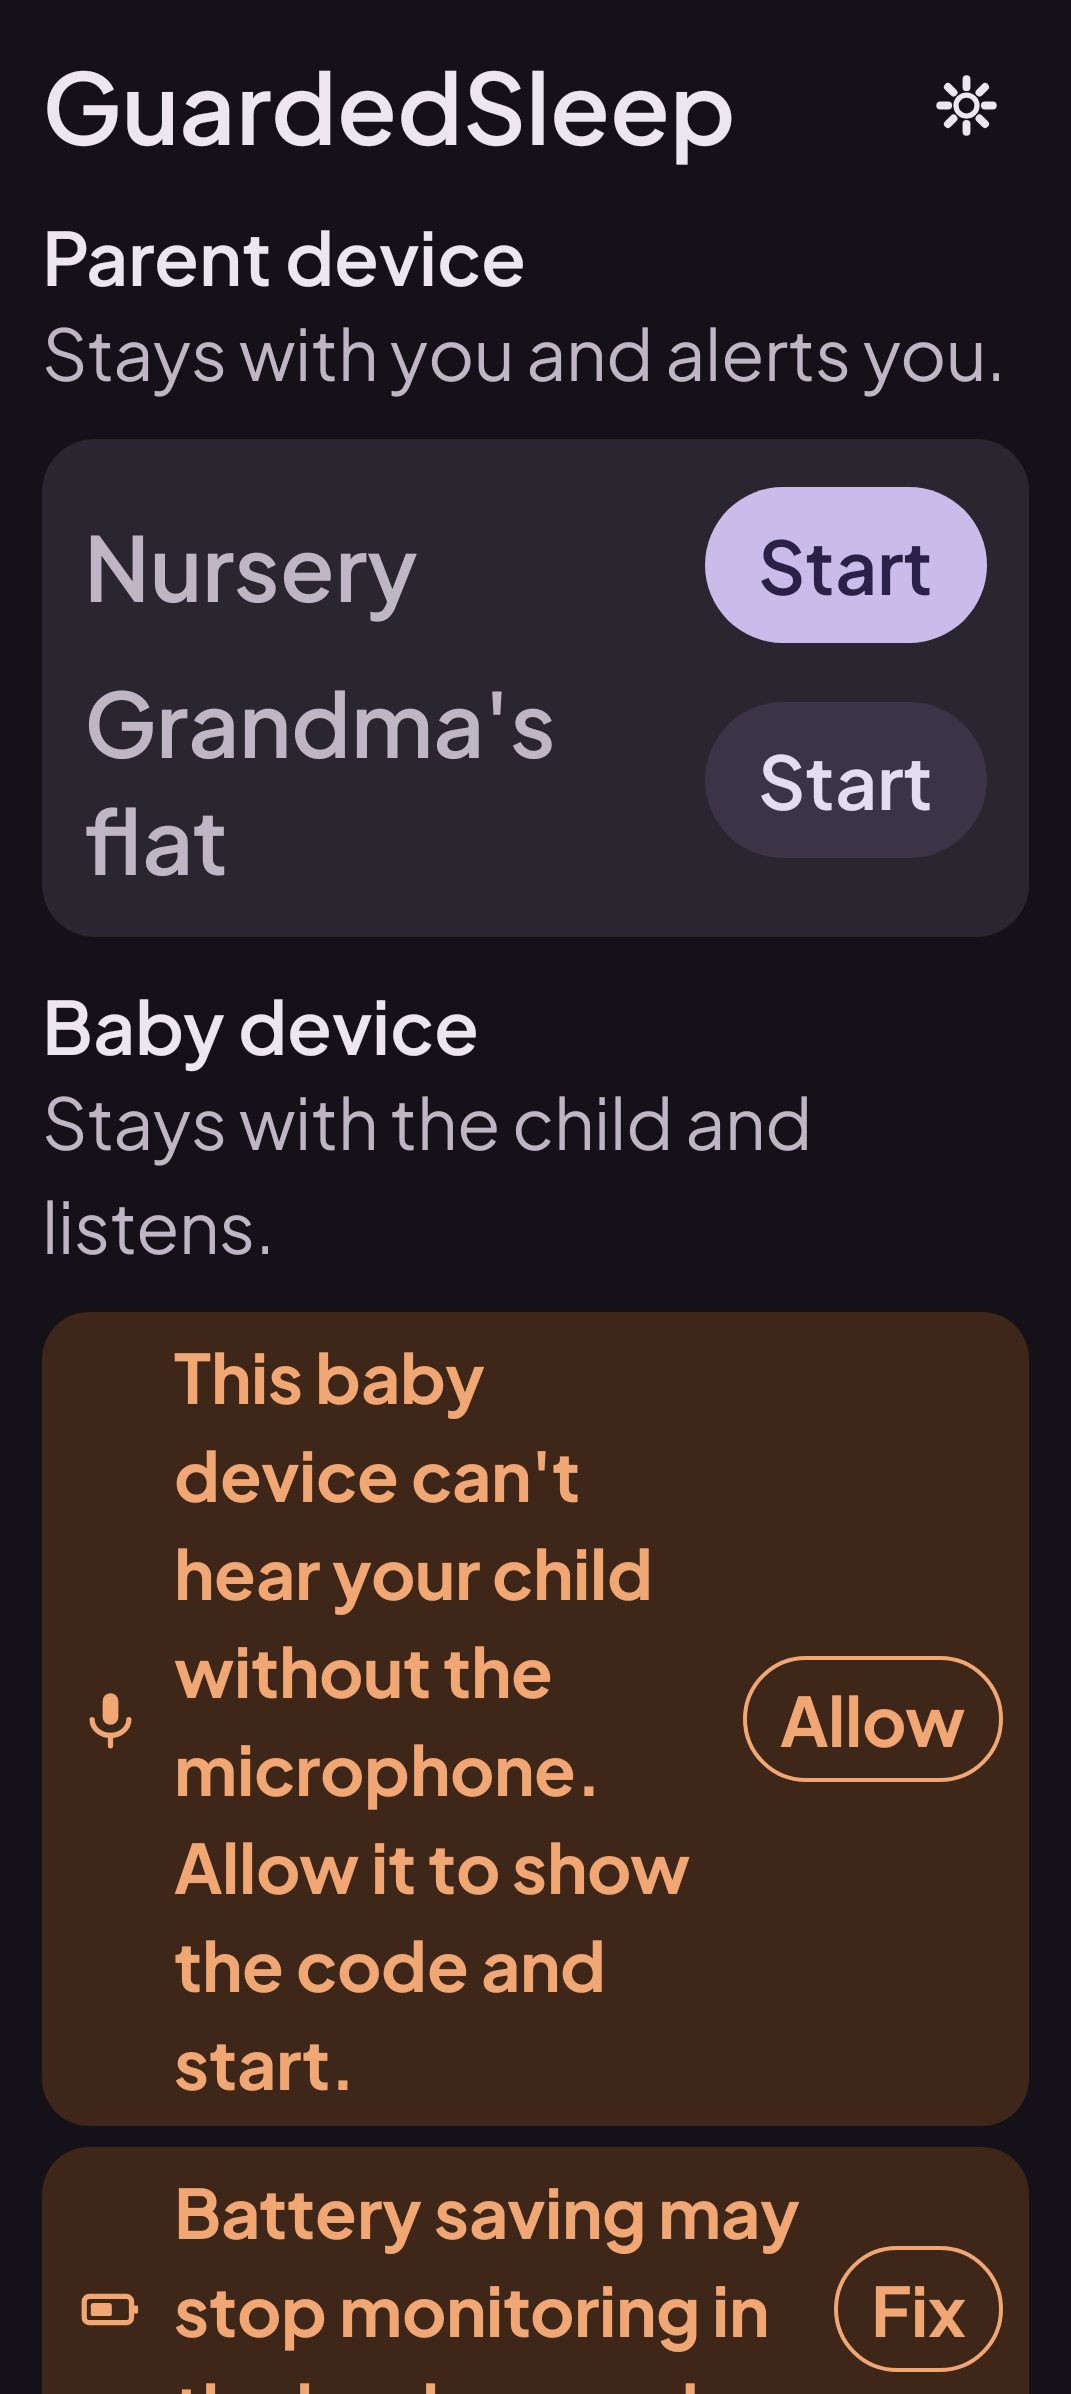 GuardedSleep
Parent device
Stays with you and alerts you.
Nursery
Start
Grandma's
flat
Start
Baby device
Stays with the child and
listens.
This baby
device can't
hear your child
without the
microphone.
Allow it to show
the code and
start.
Allow
Battery saving may
stop monitoring in
Fix